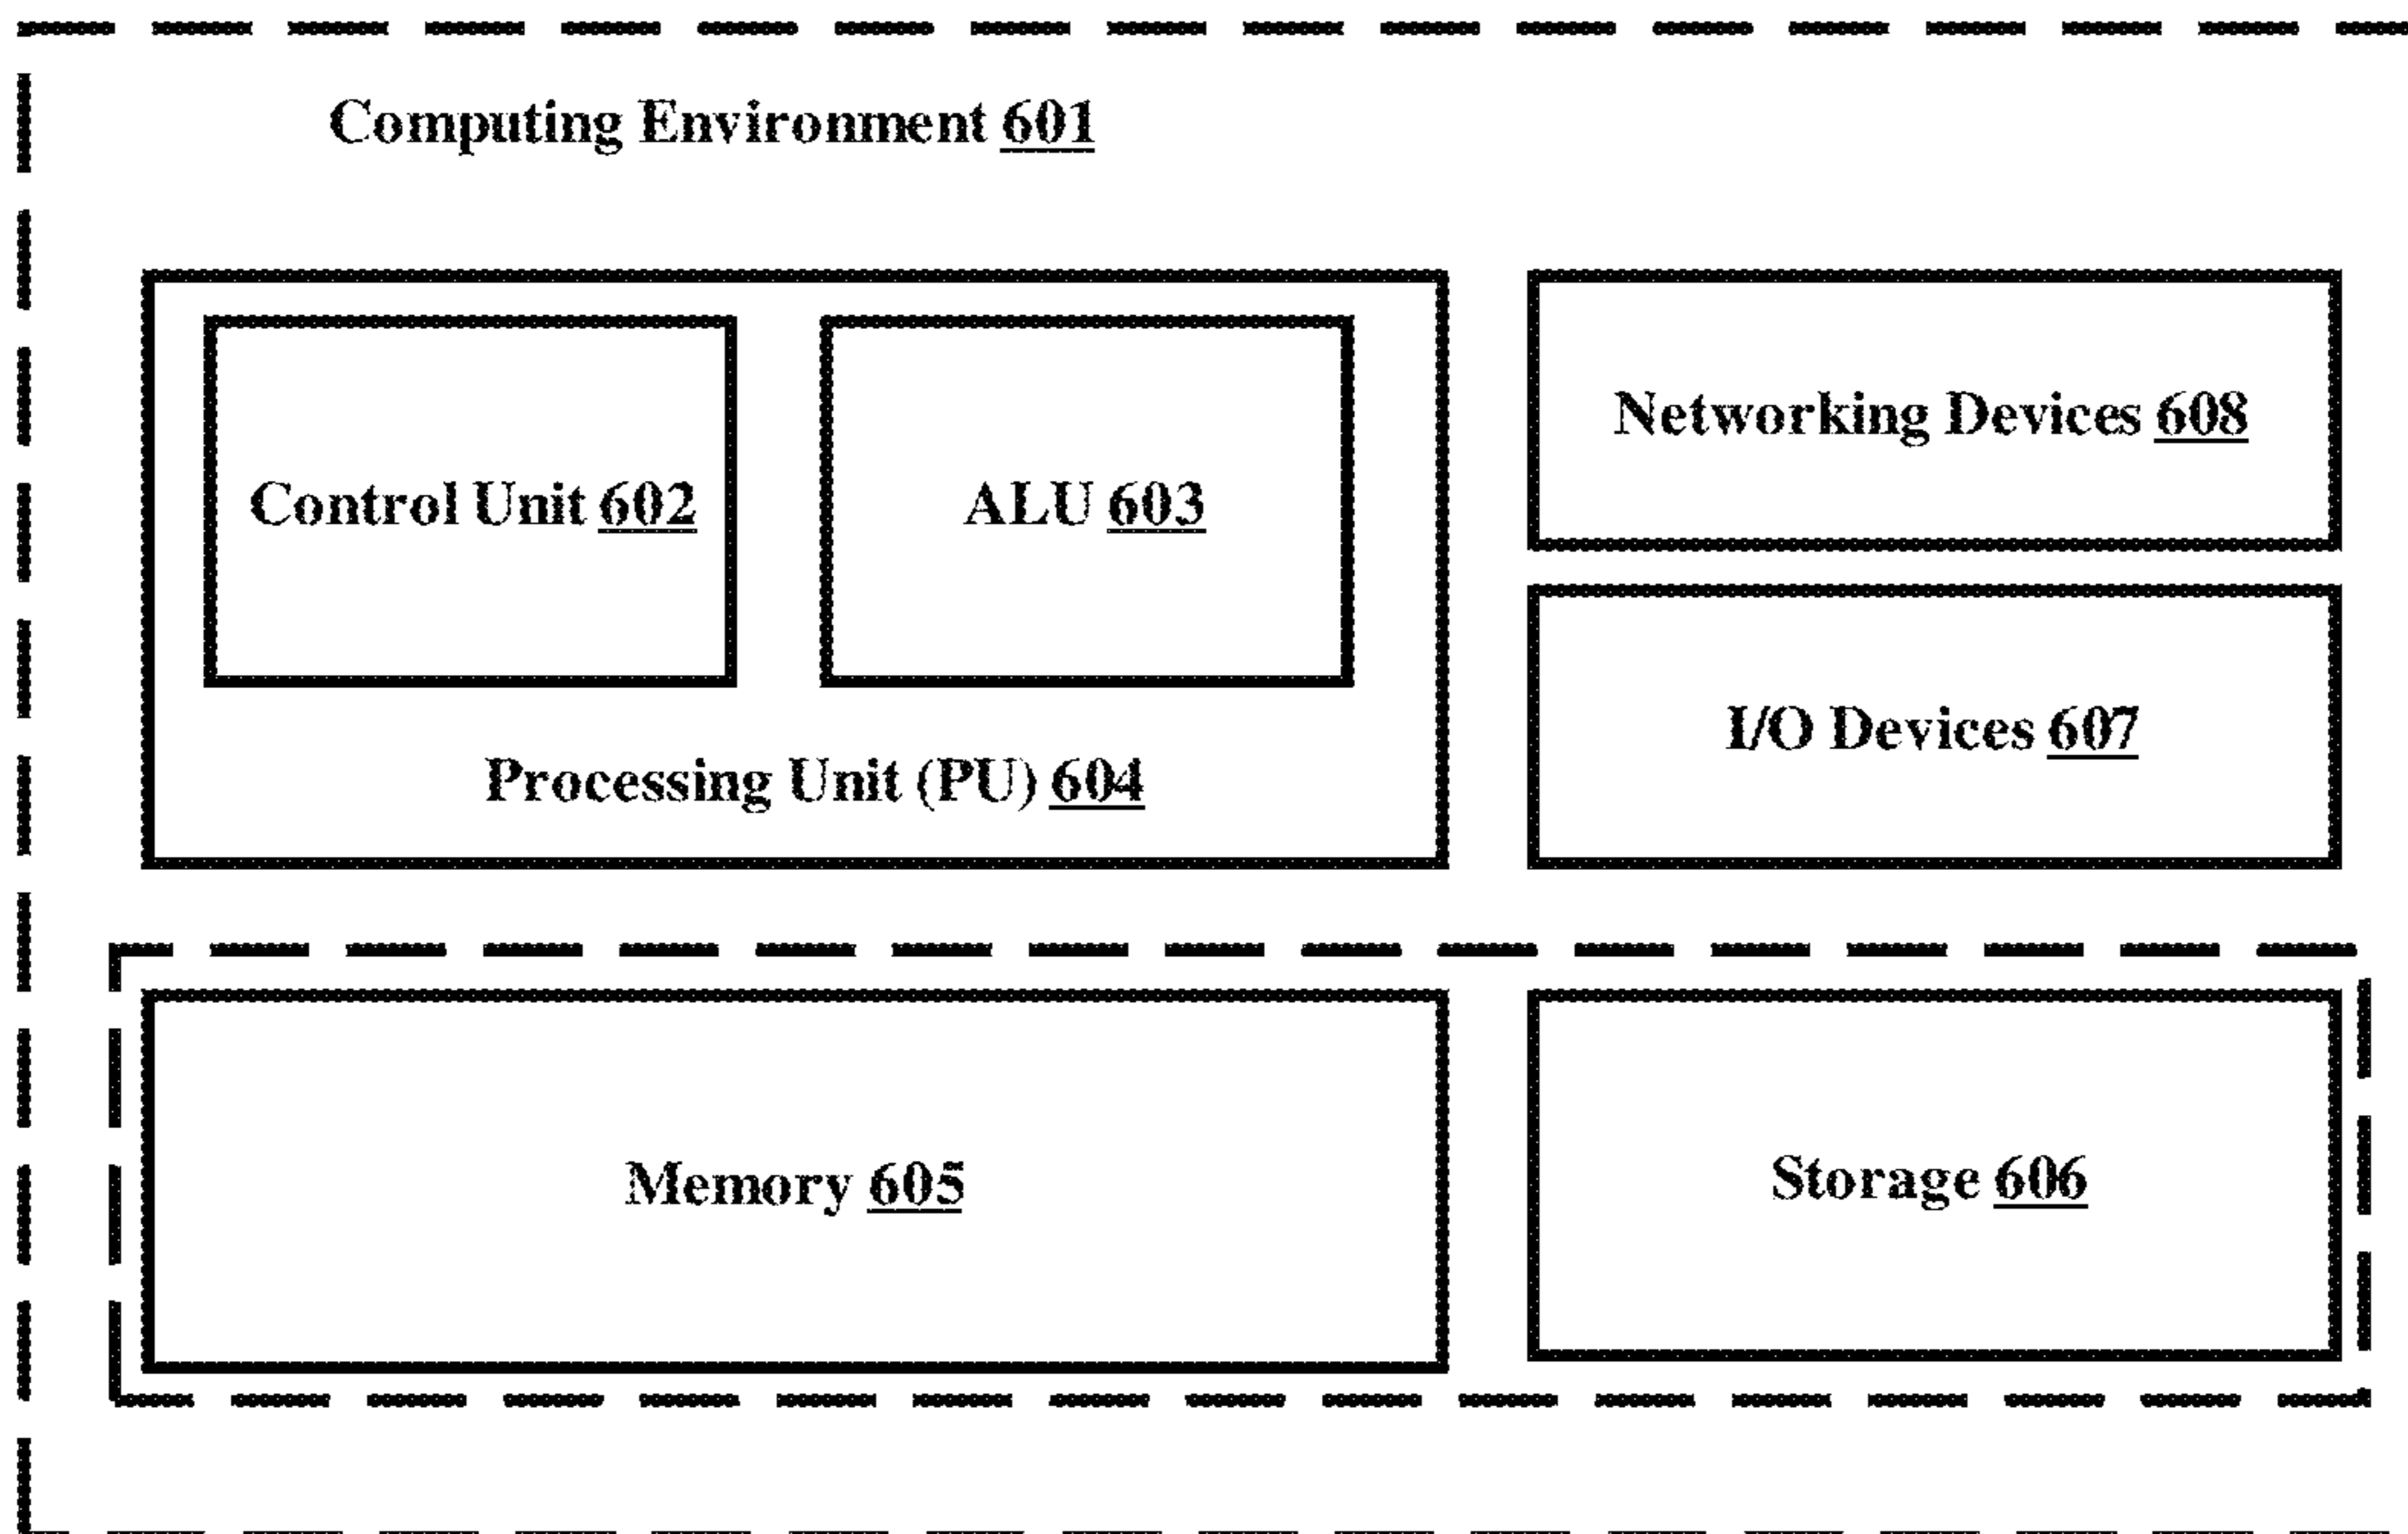 Computing Environment 601
Control Unit 602
ALU 603
Processing Unit (PU) 604
Networking Devices 608
I/O Devices 607
Memory 605
Storage 606